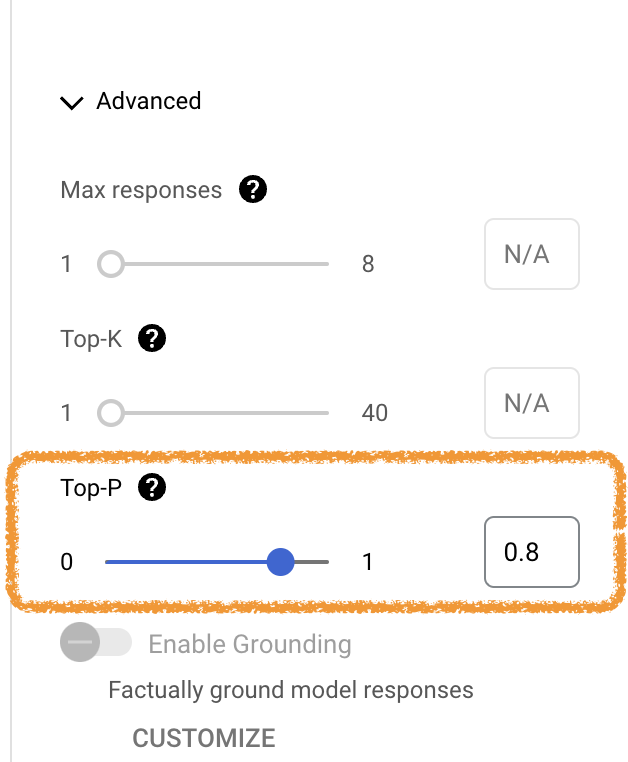 Advanced
Max responses ?
1 8 N/A
Top-K ?
1 40 N/A
Top-P ?
0 1 0.8
Enable Grounding
Factually ground model responses
CUSTOMIZE